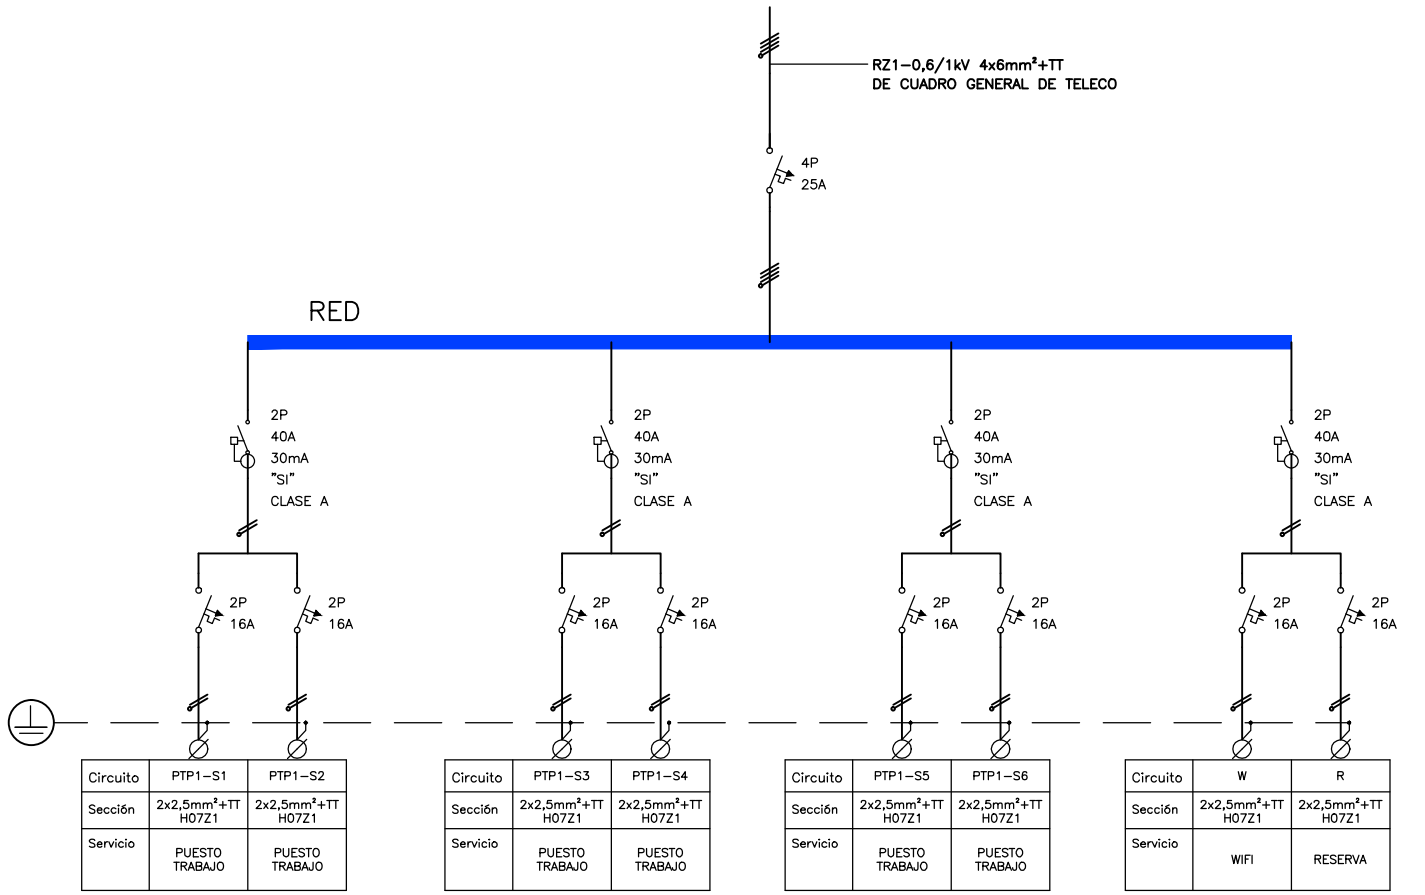 RZ1-0,6/1kV 4x6mm²+TT
DE CUADRO GENERAL DE TELECO
4P
25A
RED
2P
40A
30mA
"SI"
CLASE A
2P
40A
30mA
"SI"
CLASE A
2P
40A
30mA
"SI"
CLASE A
2P
40A
30mA
"SI"
CLASE A
2P
16A
2P
16A
2P
16A
2P
16A
2P
16A
2P
16A
2P
16A
2P
16A
Circuito PTP1-S1 PTP1-S2
Sección 2x2,5mm²+TT 2x2,5mm²+TT
H07Z1 H07Z1
Servicio
PUESTO PUESTO
TRABAJO TRABAJO
Circuito PTP1-S3 PTP1-S4
Sección 2x2,5mm²+TT 2x2,5mm²+TT
H07Z1 H07Z1
Servicio
PUESTO PUESTO
TRABAJO TRABAJO
Circuito PTP1-S5 PTP1-S6
Sección 2x2,5mm²+TT 2x2,5mm²+TT
H07Z1 H07Z1
Servicio
PUESTO PUESTO
TRABAJO TRABAJO
Circuito W R
Sección 2x2,5mm²+TT 2x2,5mm²+TT
H07Z1 H07Z1
Servicio
WIFI RESERVA